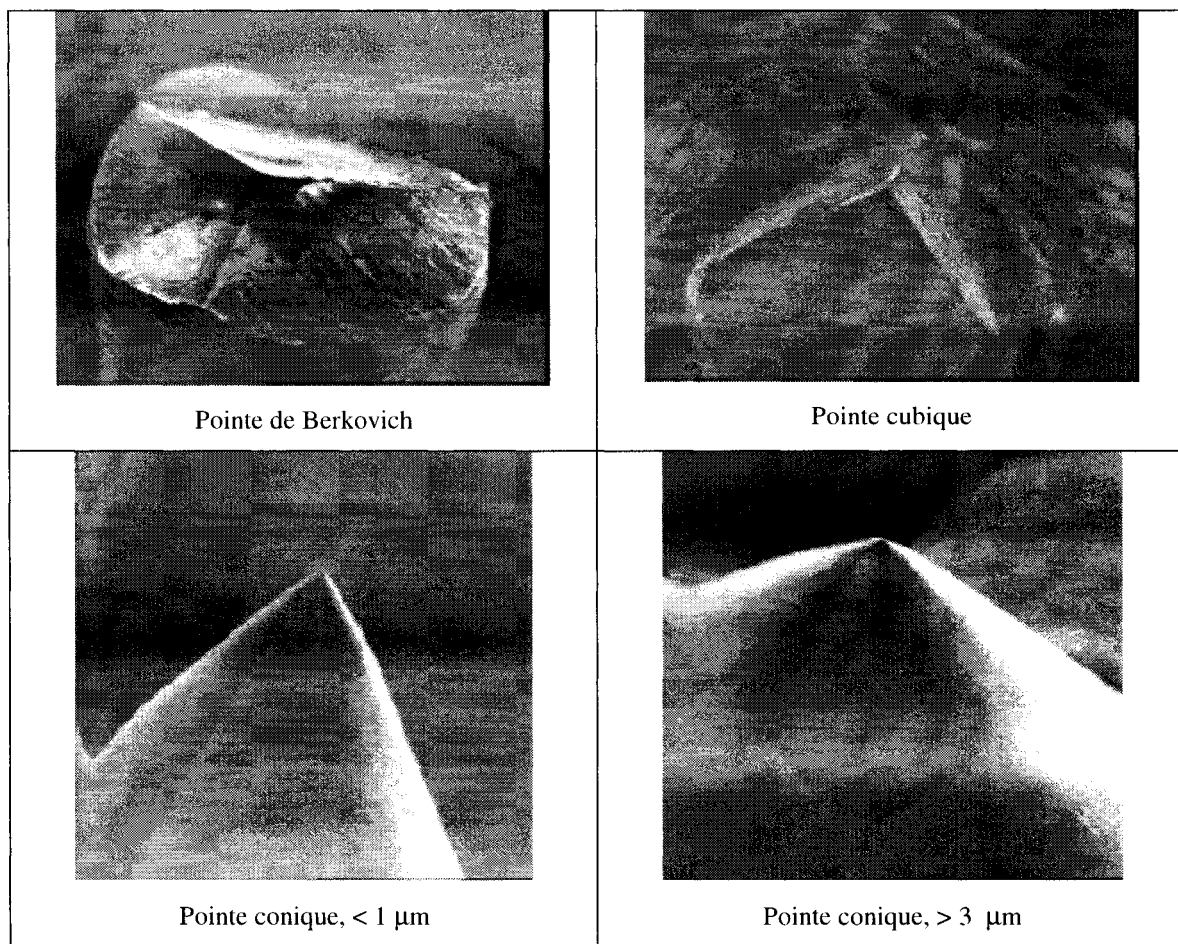 Pointe de Berkovich
Pointe cubique
Pointe conique, < 1 µm
Pointe conique, > 3 µm